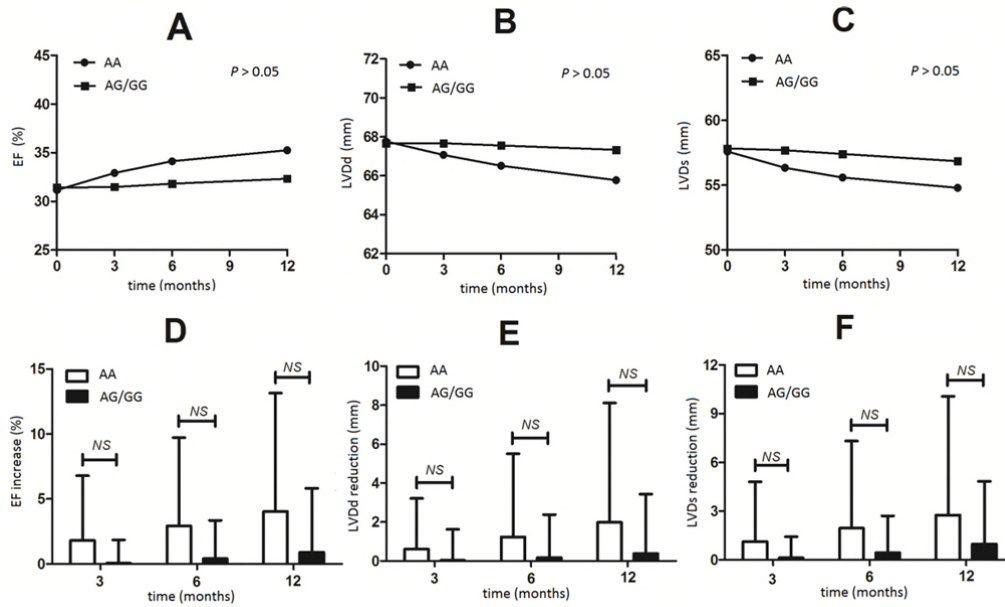 A
AA
AG/GG
P > 0.05
EF (%)
45
40
35
30
25
0 3 6 9 12
time (months)
B
AA
AG/GG
P > 0.05
LVDd (mm)
72
70
68
66
64
62
0 3 6 9 12
time (months)
C
AA
AG/GG
P > 0.05
LVDs (mm)
65
60
55
50
0 3 6 9 12
time (months)
D
AA
AG/GG
NS
NS
NS
EF increase (%)
15
10
5
0
3 6 12
time (months)
E
AA
AG/GG
NS
NS
NS
LVDd reduction (mm)
10
8
6
4
2
0
3 6 12
time (months)
F
AA
AG/GG
NS
NS
NS
LVDs reduction (mm)
12
9
6
3
0
3 6 12
time (months)